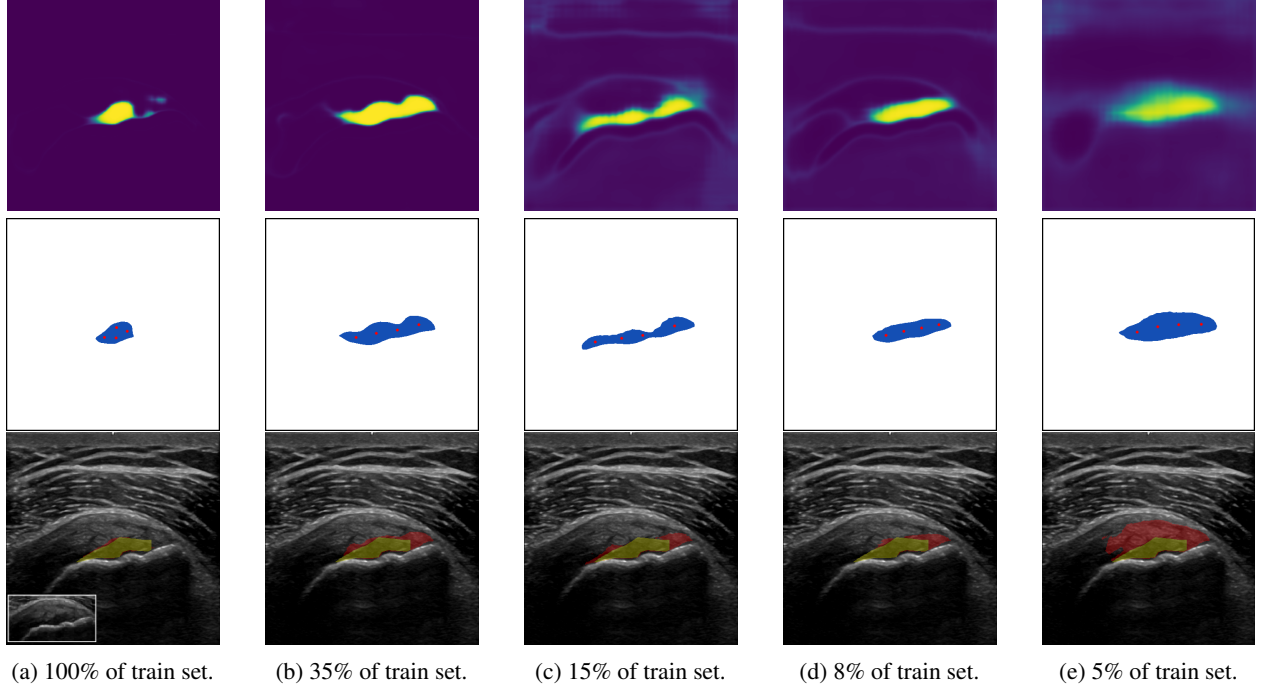 (a) 100% of train set.
(b) 35% of train set.
(c) 15% of train set.
(d) 8% of train set.
(e) 5% of train set.